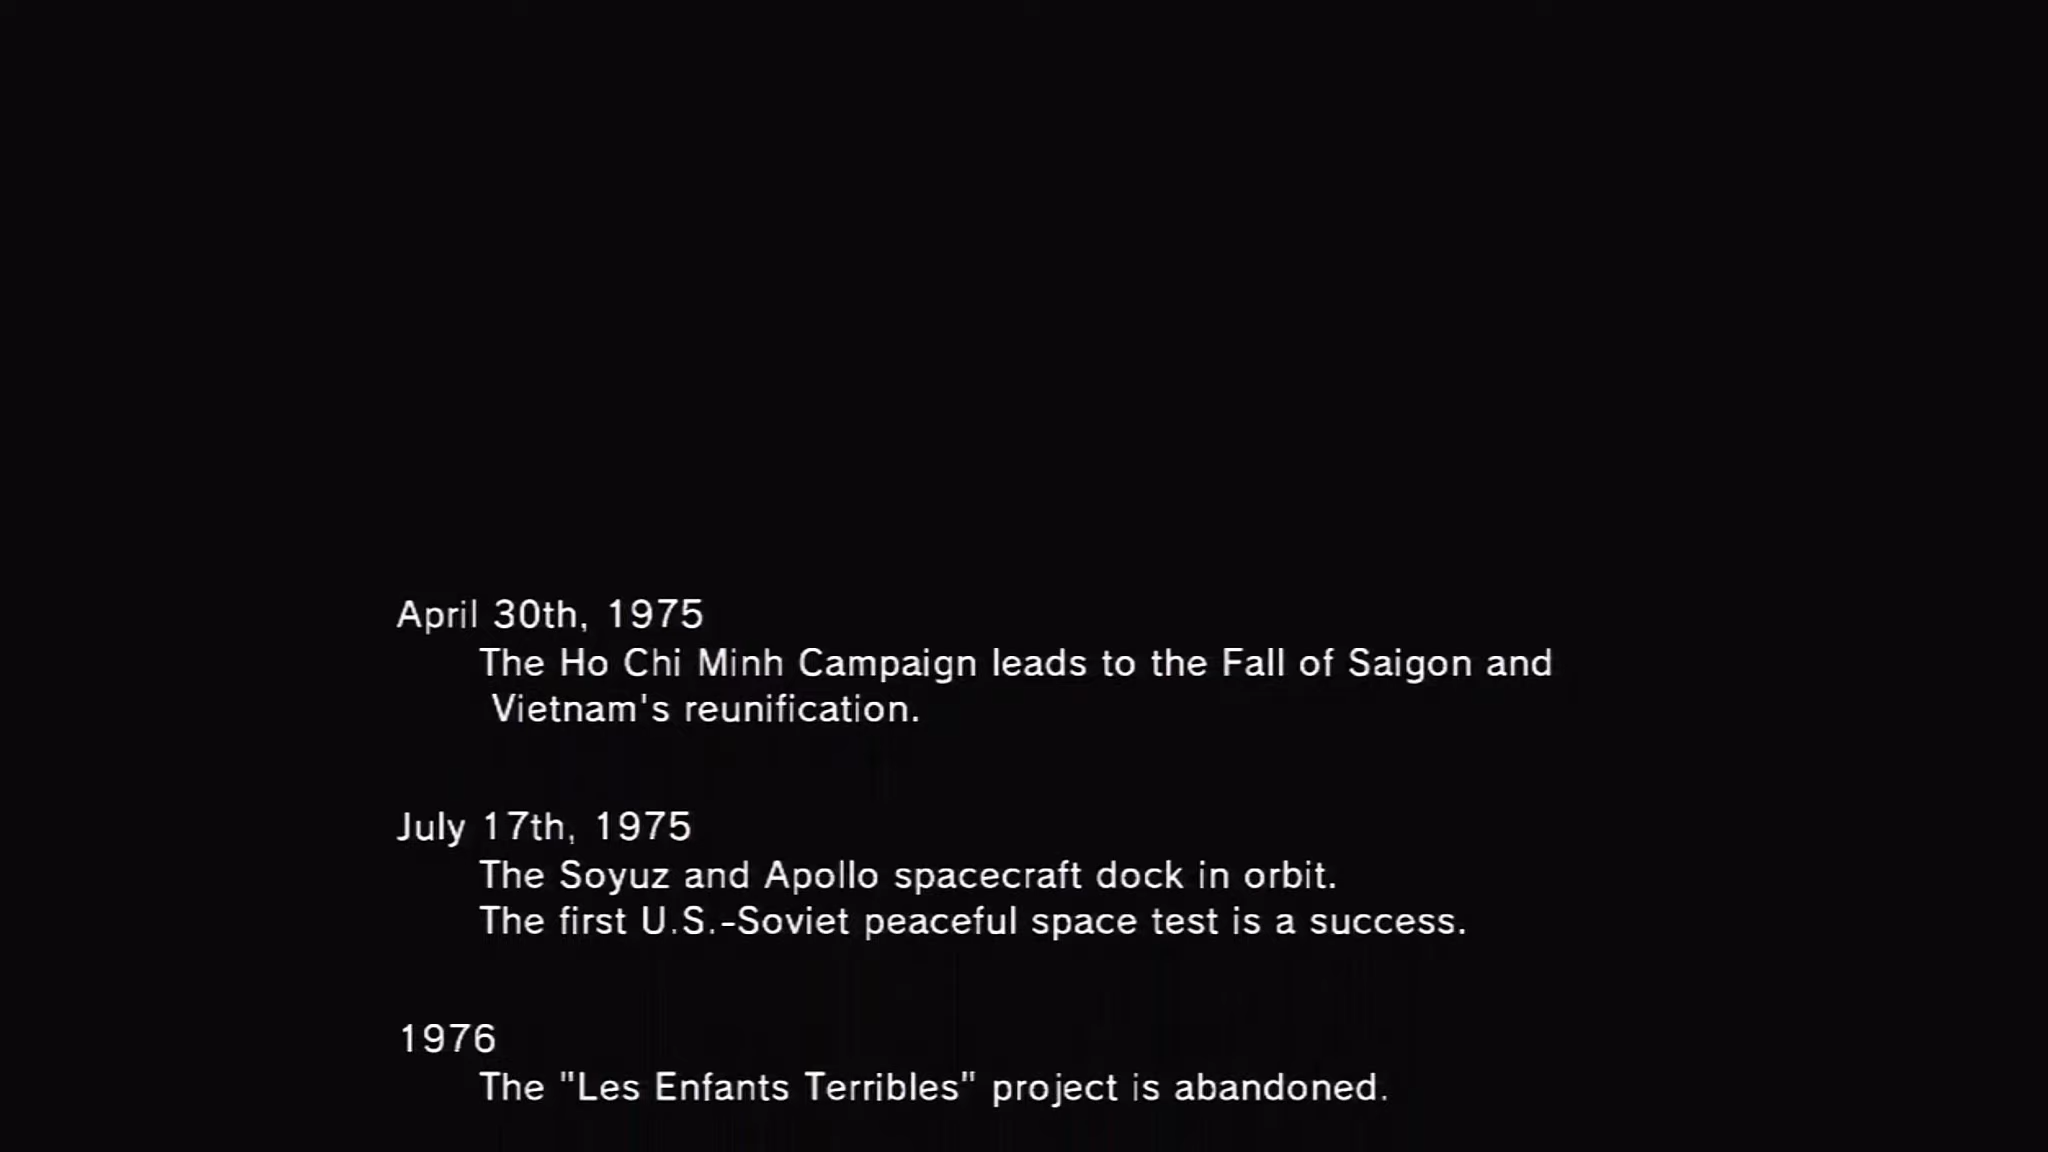 April 30th, 1975
The Ho Chi Minh Campaign leads to the Fall of Saigon and
Vietnam's reunification.
July 17th, 1975
The Soyuz and Apollo spacecraft dock in orbit.
The first U.S.-Soviet peaceful space test is a success.
1976
The "Les Enfants Terribles" project is abandoned.